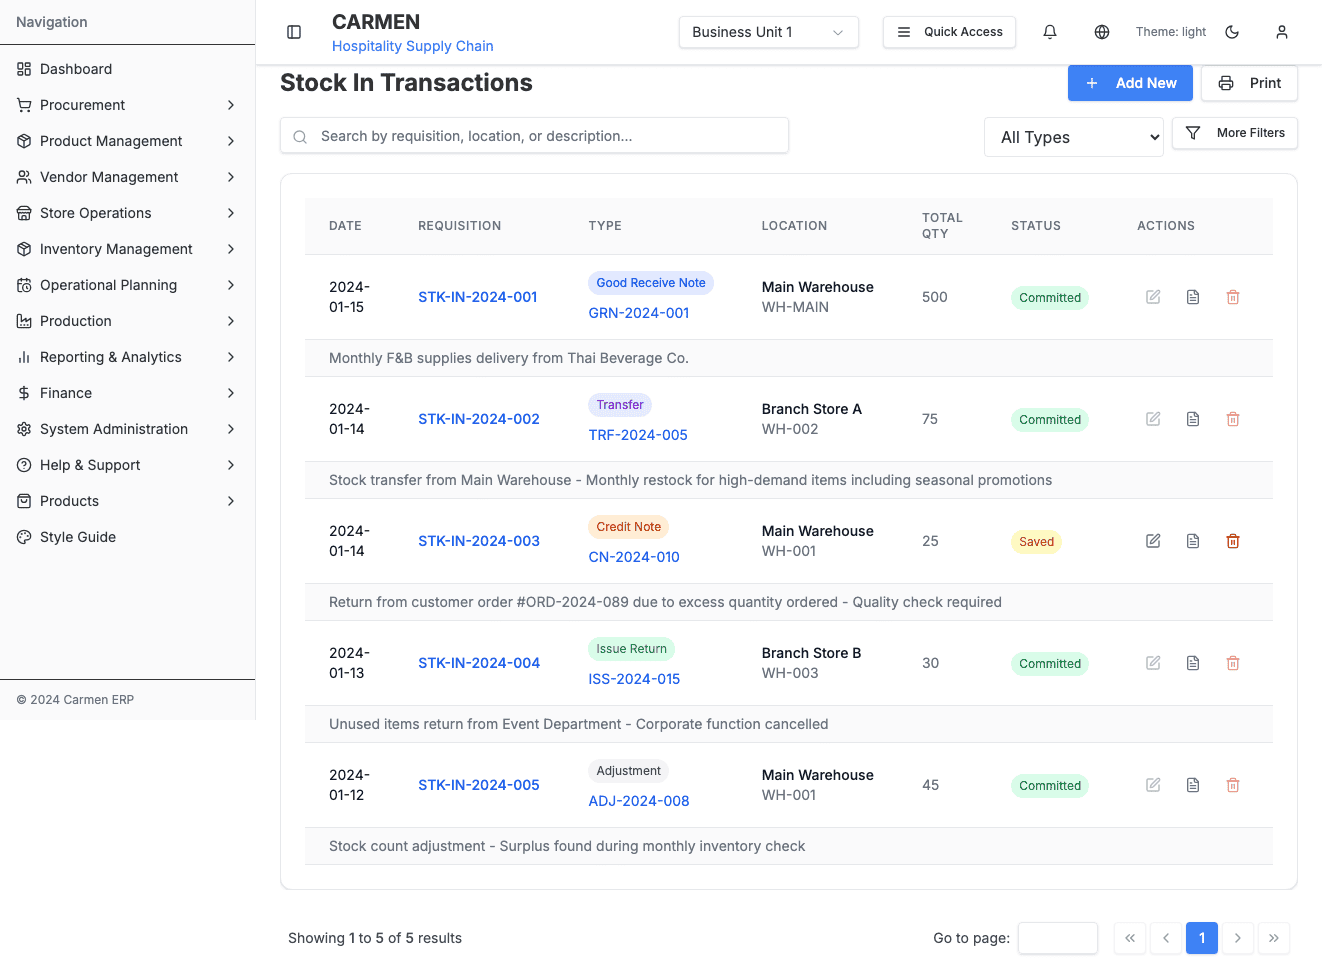 Navigation
CARMEN
Hospitality Supply Chain
Business Unit 1
Quick Access
Theme: light
Dashboard
Procurement
Product Management
Vendor Management
Store Operations
Inventory Management
Operational Planning
Production
Reporting & Analytics
Finance
System Administration
Help & Support
Products
Style Guide
© 2024 Carmen ERP
Stock In Transactions
Add New
Print
Search by requisition, location, or description...
All Types
More Filters
DATE REQUISITION TYPE LOCATION TOTAL QTY STATUS ACTIONS
2024-01-15 STK-IN-2024-001 Good Receive Note GRN-2024-001 Main Warehouse WH-MAIN 500 Committed
Monthly F&B supplies delivery from Thai Beverage Co.
2024-01-14 STK-IN-2024-002 Transfer TRF-2024-005 Branch Store A WH-002 75 Committed
Stock transfer from Main Warehouse - Monthly restock for high-demand items including seasonal promotions
2024-01-14 STK-IN-2024-003 Credit Note CN-2024-010 Main Warehouse WH-001 25 Saved
Return from customer order #ORD-2024-089 due to excess quantity ordered - Quality check required
2024-01-13 STK-IN-2024-004 Issue Return ISS-2024-015 Branch Store B WH-003 30 Committed
Unused items return from Event Department - Corporate function cancelled
2024-01-12 STK-IN-2024-005 Adjustment ADJ-2024-008 Main Warehouse WH-001 45 Committed
Stock count adjustment - Surplus found during monthly inventory check
Showing 1 to 5 of 5 results
Go to page:
1